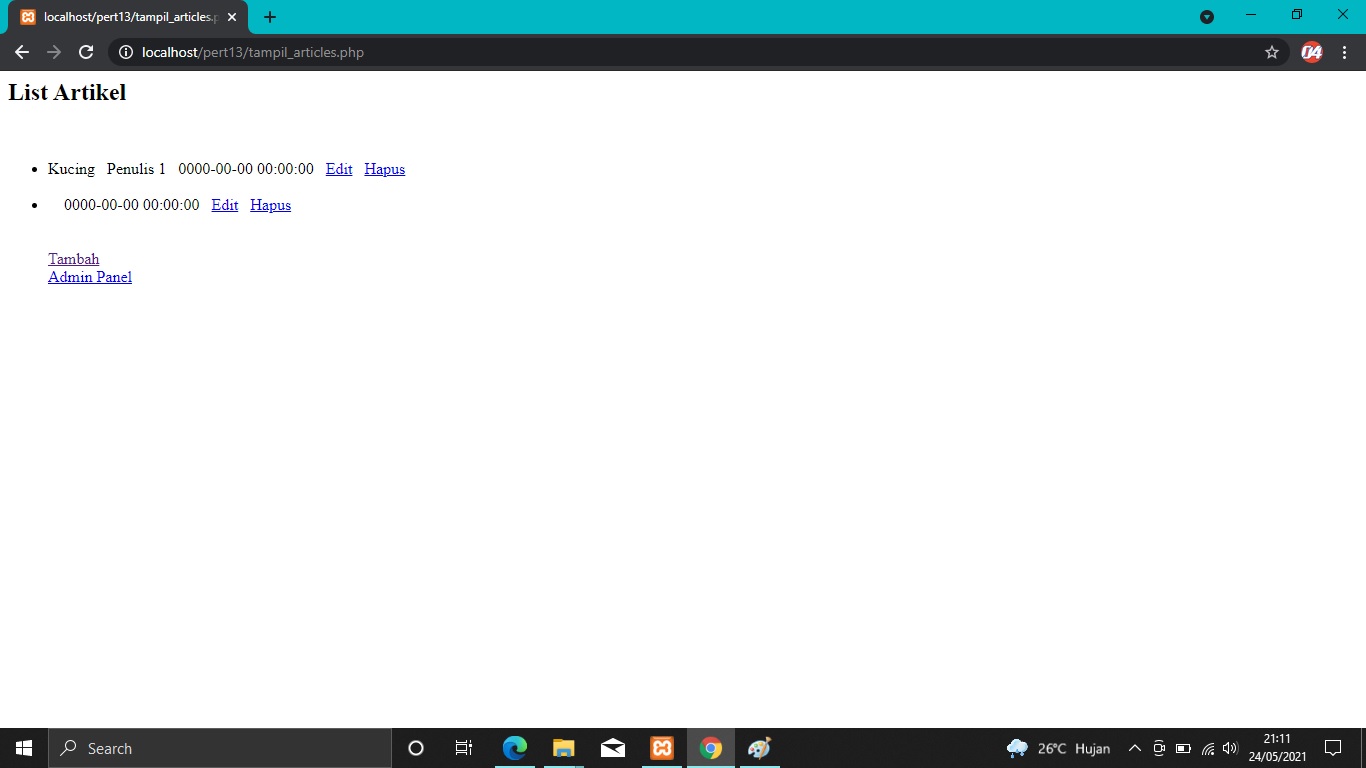 localhost/pert13/tampil_articles.p
localhost/pert13/tampil_articles.php
List Artikel
Kucing Penulis 1 0000-00-00 00:00:00 Edit Hapus
0000-00-00 00:00:00 Edit Hapus
Tambah
Admin Panel
Search
26°C Hujan
21:11
24/05/2021